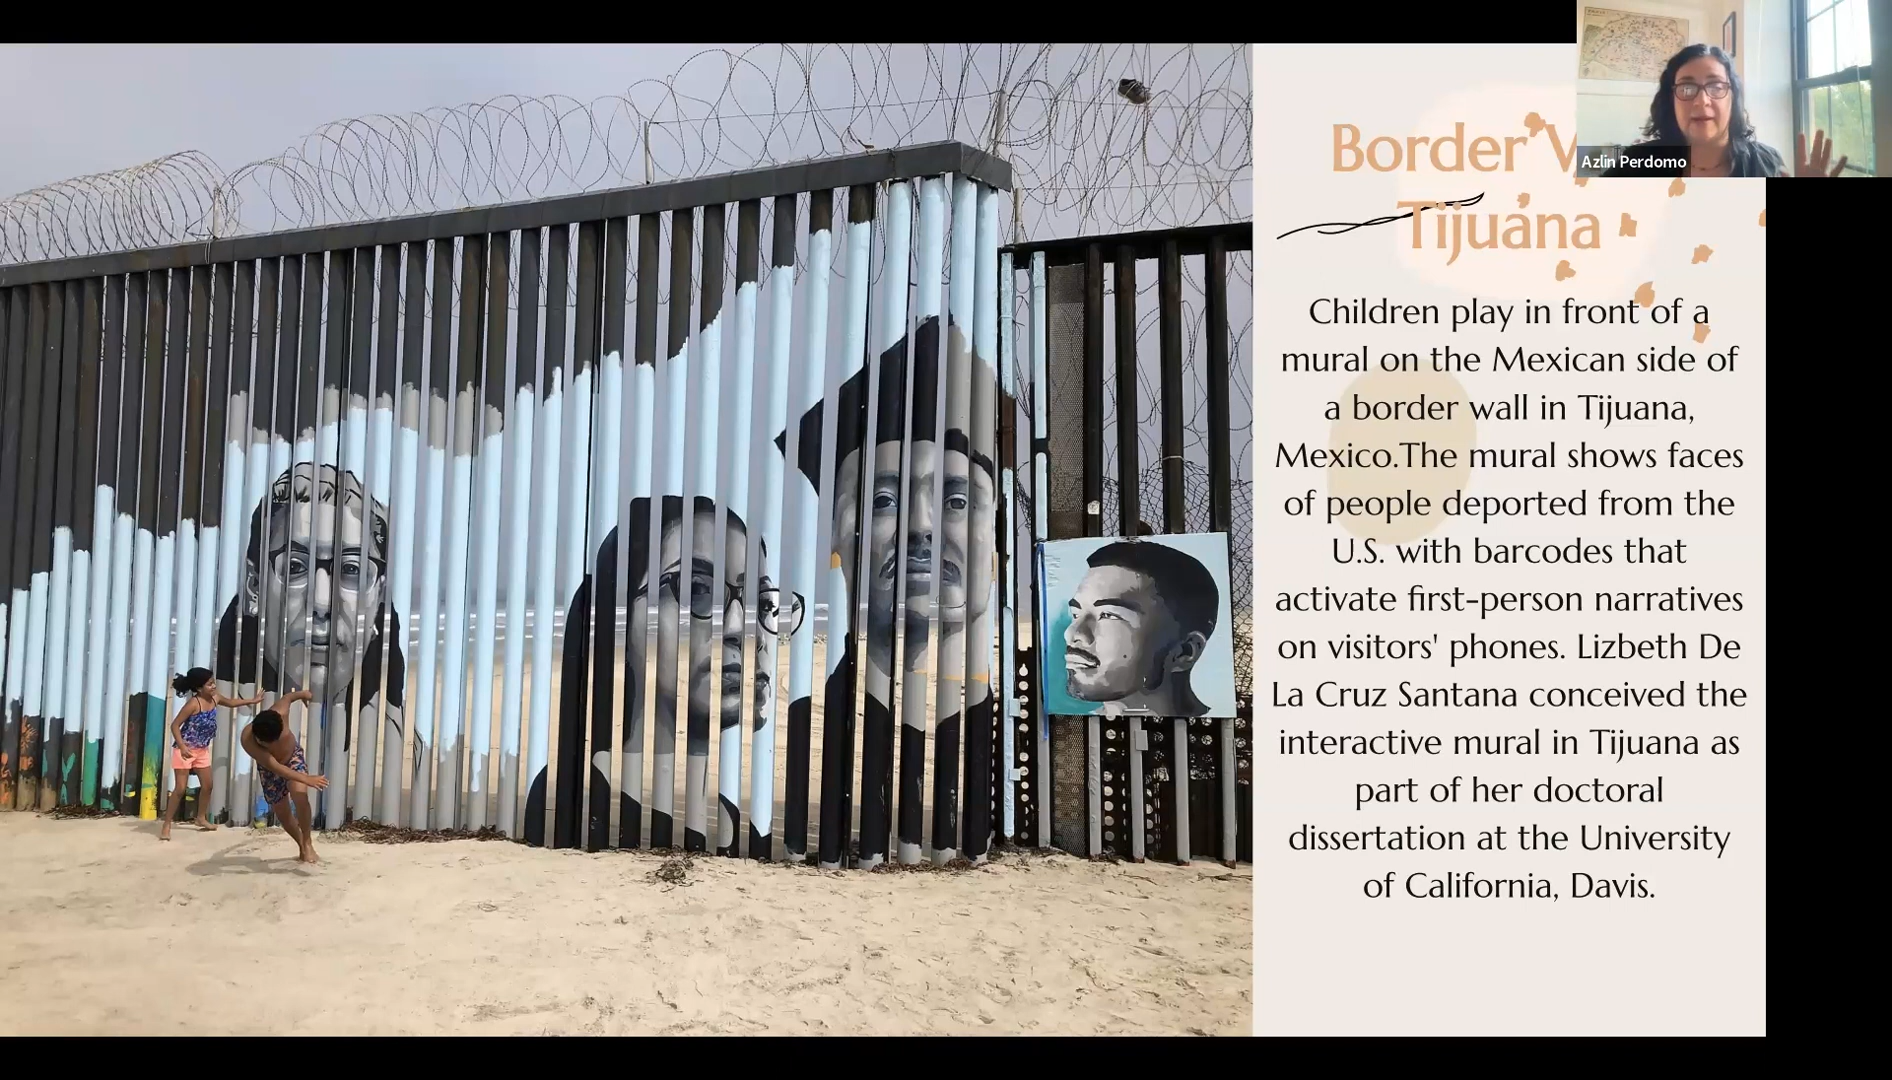 Border
Tijuana
Azlin Perdomo
Children play in front of a
mural on the Mexican side of
a border wall in Tijuana,
Mexico.The mural shows faces
of people deported from the
U.S. with barcodes that
activate first-person narratives
on visitors' phones. Lizbeth De
La Cruz Santana conceived the
interactive mural in Tijuana as
part of her doctoral
dissertation at the University
of California, Davis.